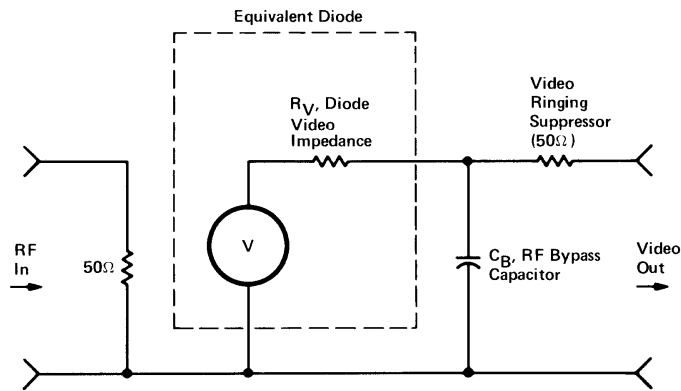 Equivalent Diode
R_V, Diode
Video
Impedance
Video
Ringing
Suppressor
(50Ω)
RF
In
50Ω
V
C_B, RF Bypass
Capacitor
Video
Out